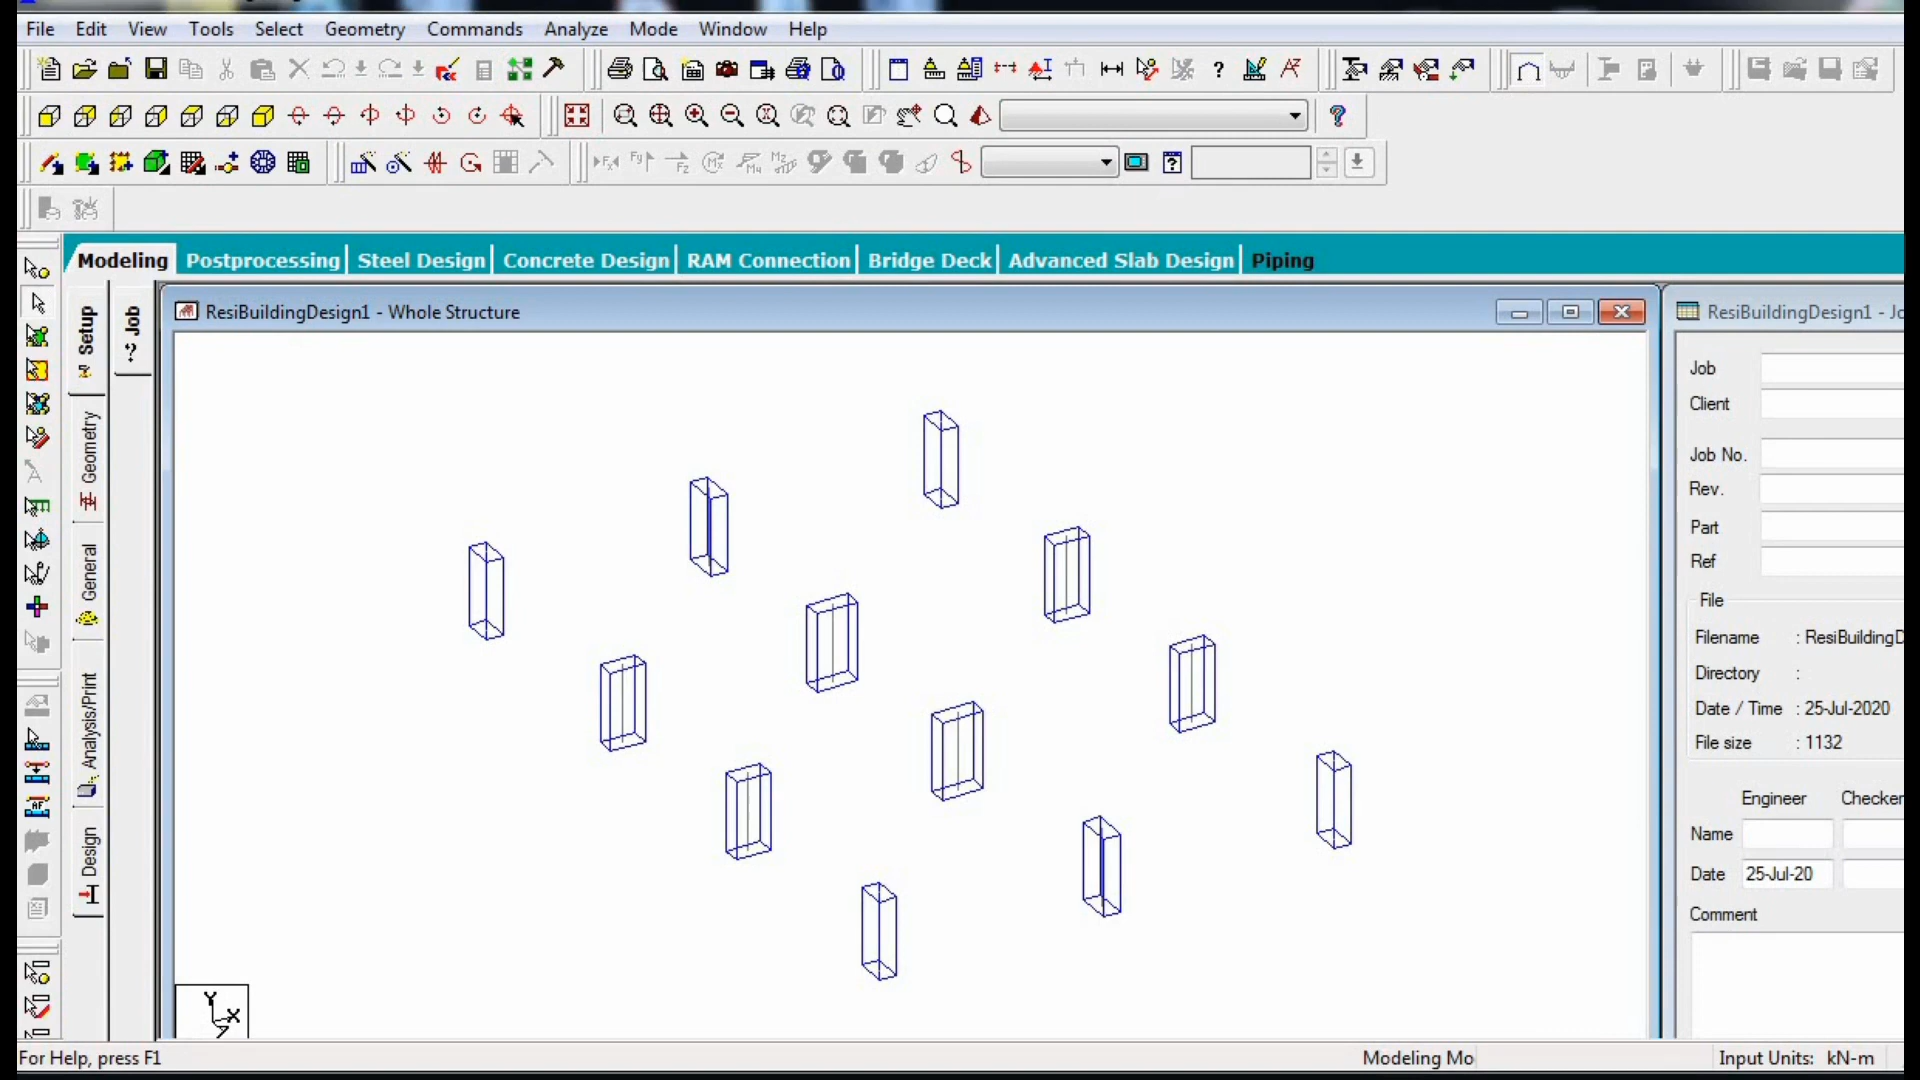 File Edit View Tools Select Geometry Commands Analyze Mode Window Help
Modeling Postprocessing Steel Design Concrete Design RAM Connection Bridge Deck Advanced Slab Design Piping
Setup
Geometry
General
Analysis/Print
Design
Job
ResiBuildingDesign1 - Whole Structure
ResiBuildingDesign1 - Jo
Job
Client
Job No.
Rev.
Part
Ref
File
Filename : ResiBuildingD
Directory :
Date / Time : 25-Jul-2020
File size : 1132
Engineer Checker
Name
Date 25-Jul-20
Comment
Y
X
Z
For Help, press F1
Modeling Mo
Input Units: kN-m